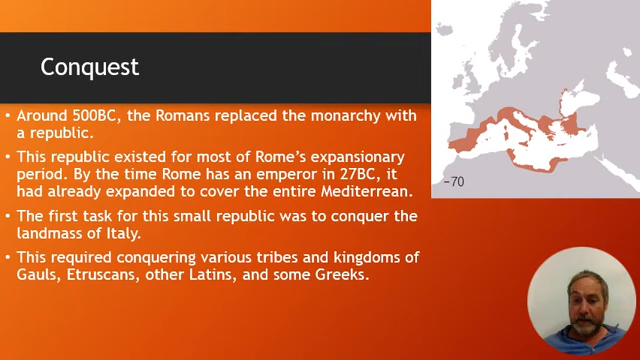 Conquest
• Around 500BC, the Romans replaced the monarchy with
a republic.
• This republic existed for most of Rome's expansionary
period. By the time Rome has an emperor in 27BC, it
had already expanded to cover the entire Mediterrean.
• The first task for this small republic was to conquer the
landmass of Italy.
• This required conquering various tribes and kingdoms of
Gauls, Etruscans, other Latins, and some Greeks.
−70